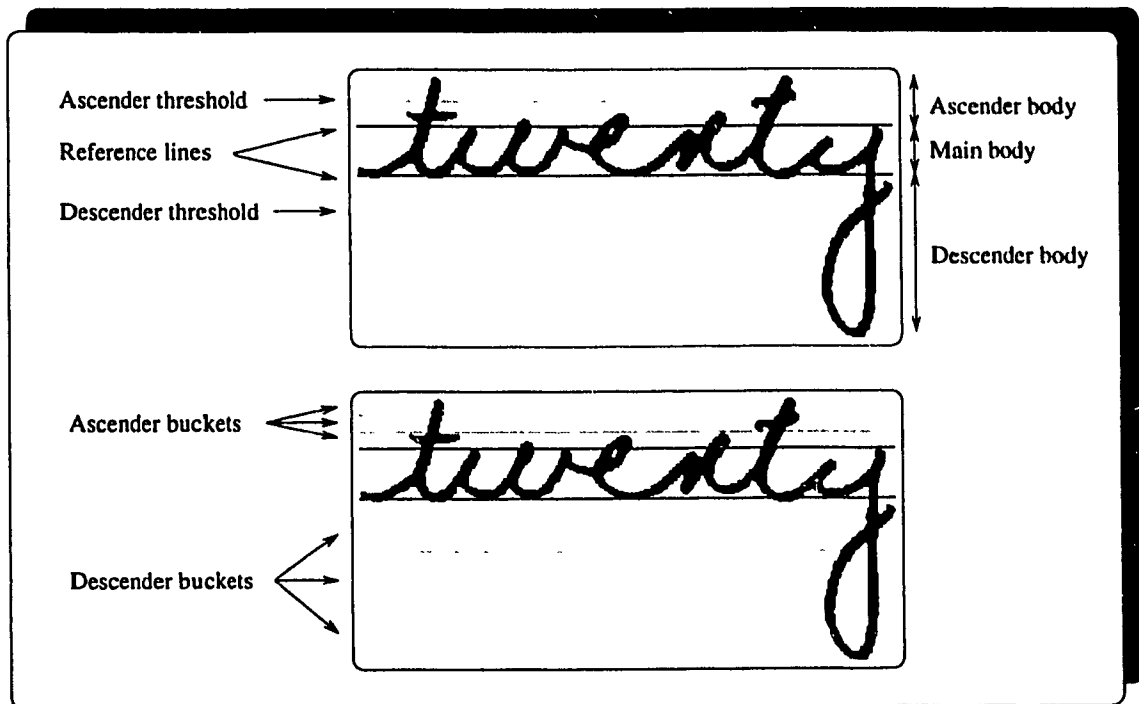 Ascender threshold
Reference lines
Descender threshold
twenty
Ascender body
Main body
Descender body
Ascender buckets
Descender buckets
twenty